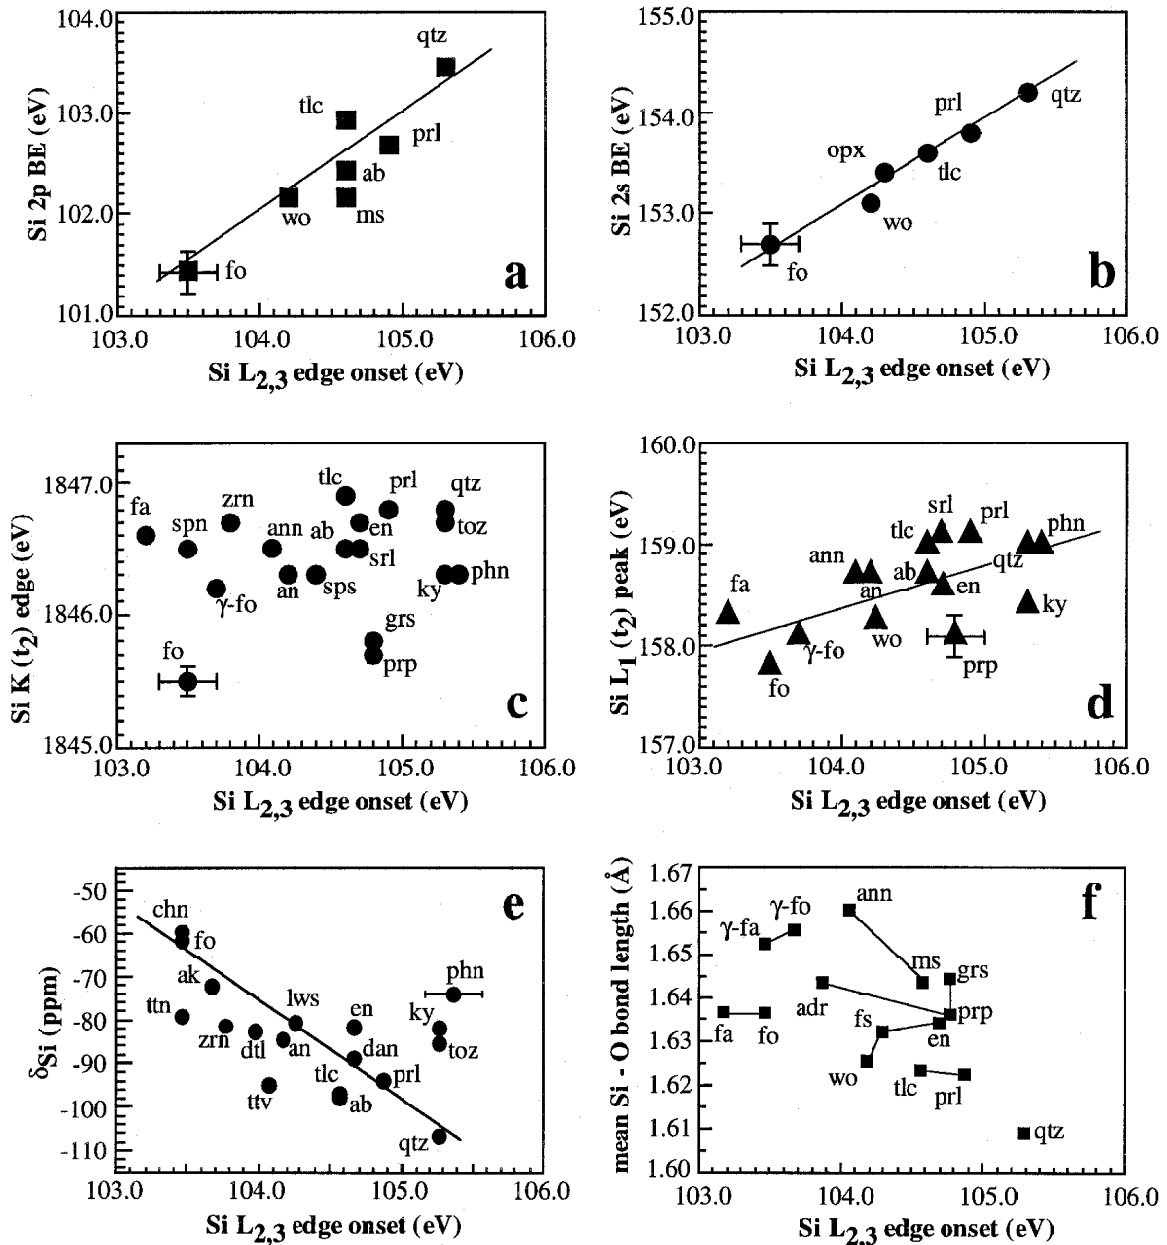 104.0
103.0
102.0
101.0
Si 2p BE (eV)
qtz
tlc
prl
ab
wo
ms
fo
a
103.0 104.0 105.0 106.0
Si L2,3 edge onset (eV)
155.0
154.0
153.0
152.0
Si 2s BE (eV)
prl
qtz
opx
tlc
wo
fo
b
103.0 104.0 105.0 106.0
Si L2,3 edge onset (eV)
1847.0
1846.0
1845.0
Si K (t2) edge (eV)
tlc
prl
qtz
fa
zrn
spn
ann
ab
en
toz
srl
γ-fo
an
sps
ky
phn
grs
fo
prp
c
103.0 104.0 105.0 106.0
Si L2,3 edge onset (eV)
160.0
159.0
158.0
157.0
Si L1 (t2) peak (eV)
srl
prl
phn
tlc
ann
qtz
fa
an
ab
en
ky
γ-fo
wo
fo
prp
d
103.0 104.0 105.0 106.0
Si L2,3 edge onset (eV)
-50
-60
-70
-80
-90
-100
-110
δSi (ppm)
chn
fo
ak
phn
ttn
lws
en
ky
zrn
dtl
an
dan
toz
ttv
tlc
prl
ab
qtz
e
103.0 104.0 105.0 106.0
Si L2,3 edge onset (eV)
1.67
1.66
1.65
1.64
1.63
1.62
1.61
1.60
mean Si - O bond length (Å)
γ-fo
ann
γ-fa
ms
grs
adr
prp
fa
fo
fs
en
wo
tlc
prl
qtz
f
103.0 104.0 105.0 106.0
Si L2,3 edge onset (eV)